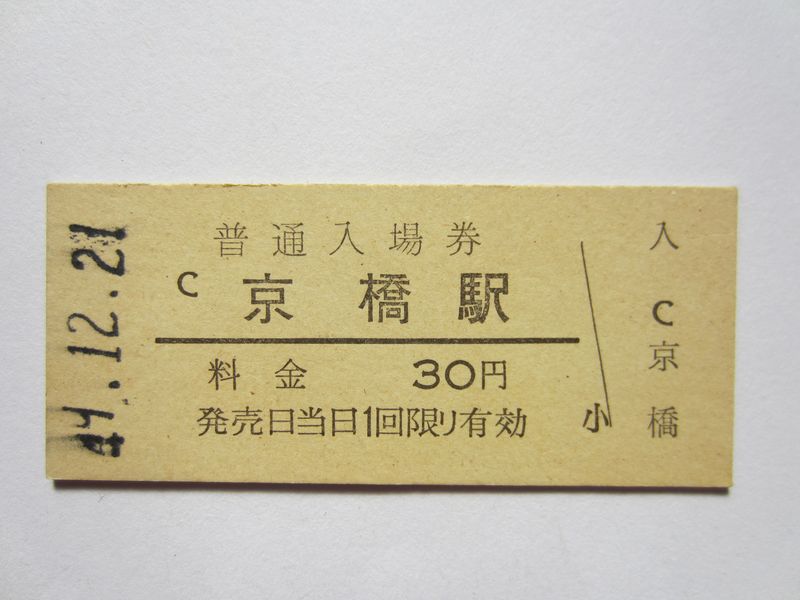 44.12.21
普通入場券
C 京橋駅
料金 30円
発売日当日1回限り有効
小
入
C
京
橋